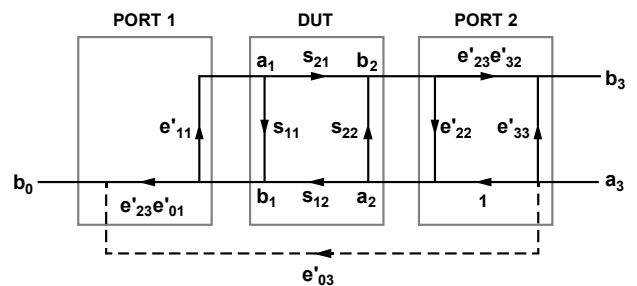 PORT 1 DUT PORT 2
a1 s21 b2 e'23e'32
b3
e'11 s11 s22 e'22 e'33
b0 a3
e'23e'01 b1 s12 a2 1
e'03